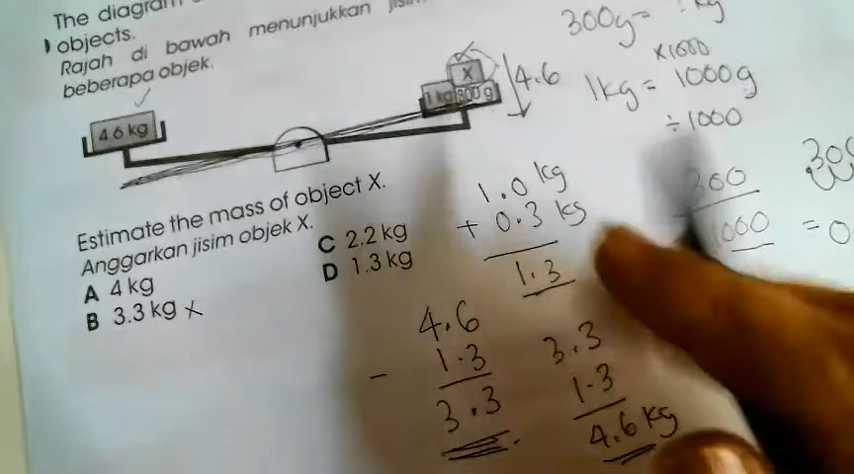 The diagram
objects.
Rajah di bawah menunjukkan
beberapa objek.
4.6 kg
X
1 kg 300 g
4.6
300g = kg
x1000
1kg = 1000g
÷1000
300
1000
= 0
300
Estimate the mass of object X.
Anggarkan jisim objek X.
A 4 kg
B 3.3 kg x
C 2.2 kg
D 1.3 kg
1.0 kg
+ 0.3 kg
1.3
4.6
- 1.3
3.3
3.3
1.3
4.6 kg